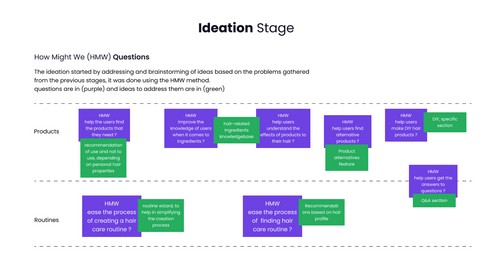 Ideation Stage
How Might We (HMW) Questions
The ideation started by addressing and brainstorming of ideas based on the problems gathered
from the previous stages, it was done using the HMW method.
questions are in (purple) and ideas to address them are in (green)
Products
HMW
help the users find
the products that
they need ?
recommendation
of use and not to
use, depending
on personal hair
properties
HMW
Improve the
knowledge of users
when it comes to
ingredients ?
hair-related
ingredients
knowledgebase
HMW
help users
understand the
effects of products to
their hair ?
HMW
help users find
alternative
products ?
Product
alternatives
feature
HMW
help users
make DIY hair
products ?
DIY, specific
section
HMW
help users get the
answers to
questions ?
Q&A section
Routines
HMW
ease the process
of creating a hair
care routine ?
routine wizard, to
help in simplifying
the creation
process
HMW
ease the process
of finding hair
care routine ?
Recommendati
ons based on hair
profile